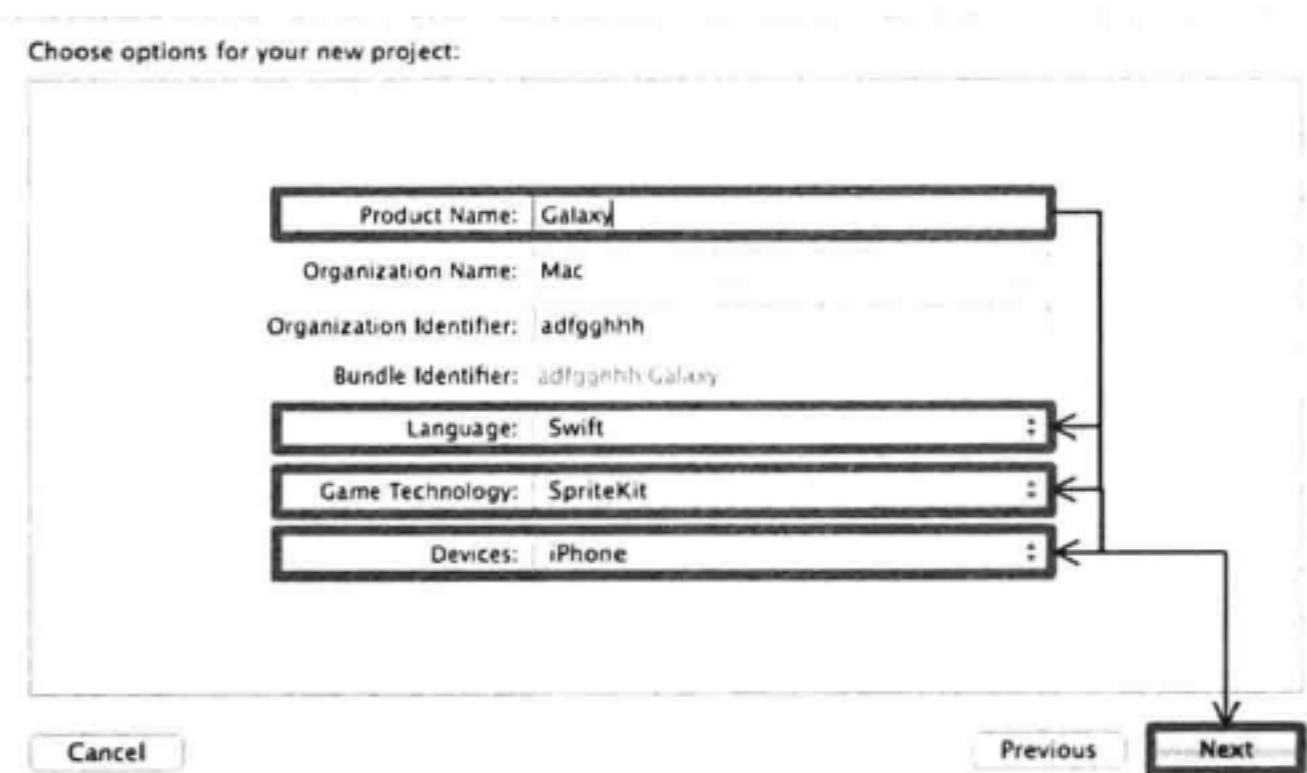 Choose options for your new project:
Product Name: Galaxy
Organization Name: Mac
Organization Identifier: adfgghhh
Bundle Identifier: adfgghhh.Galaxy
Language: Swift
Game Technology: SpriteKit
Devices: iPhone
Cancel Previous Next